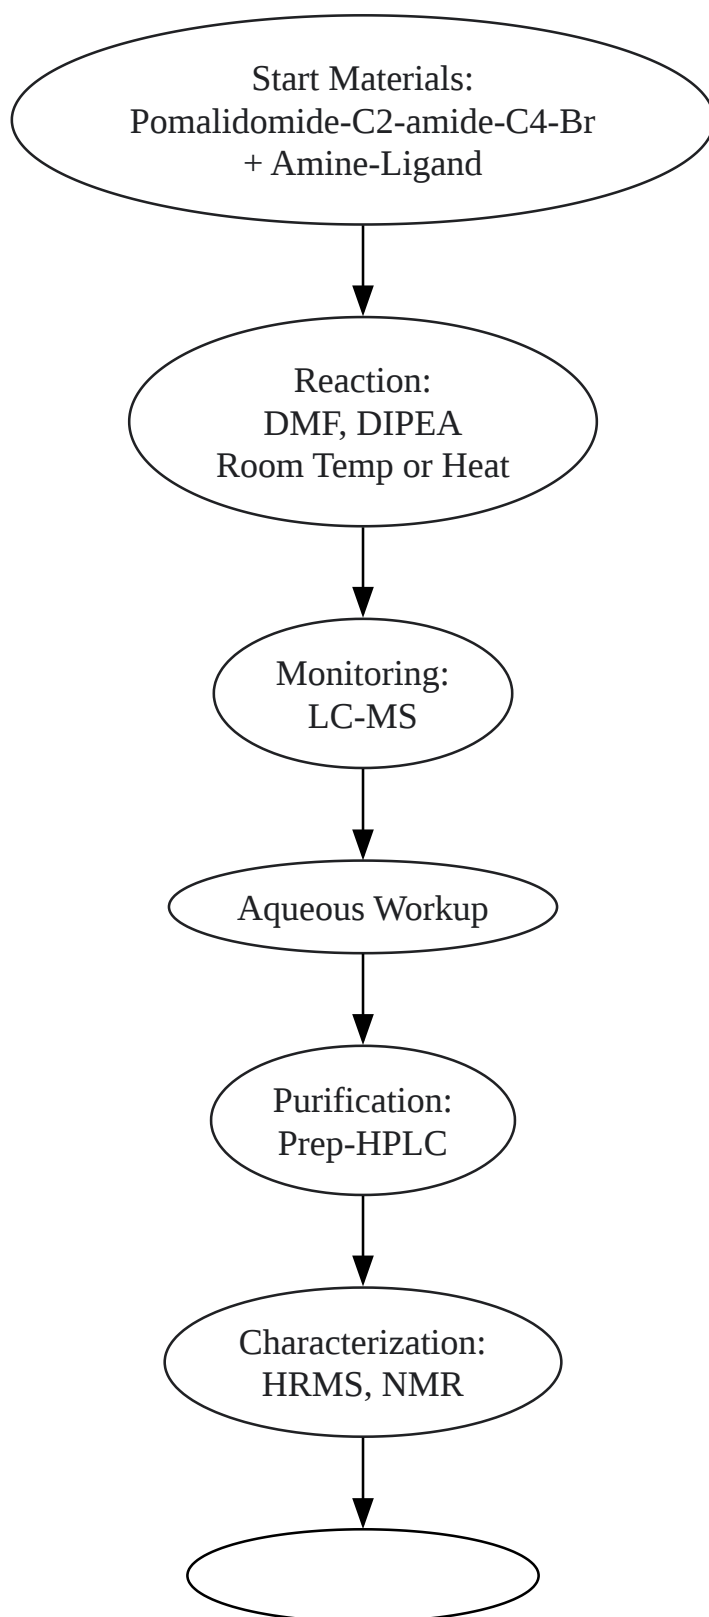 Start Materials:
Pomalidomide-C2-amide-C4-Br
+ Amine-Ligand
Reaction:
DMF, DIPEA
Room Temp or Heat
Monitoring:
LC-MS
Aqueous Workup
Purification:
Prep-HPLC
Characterization:
HRMS, NMR